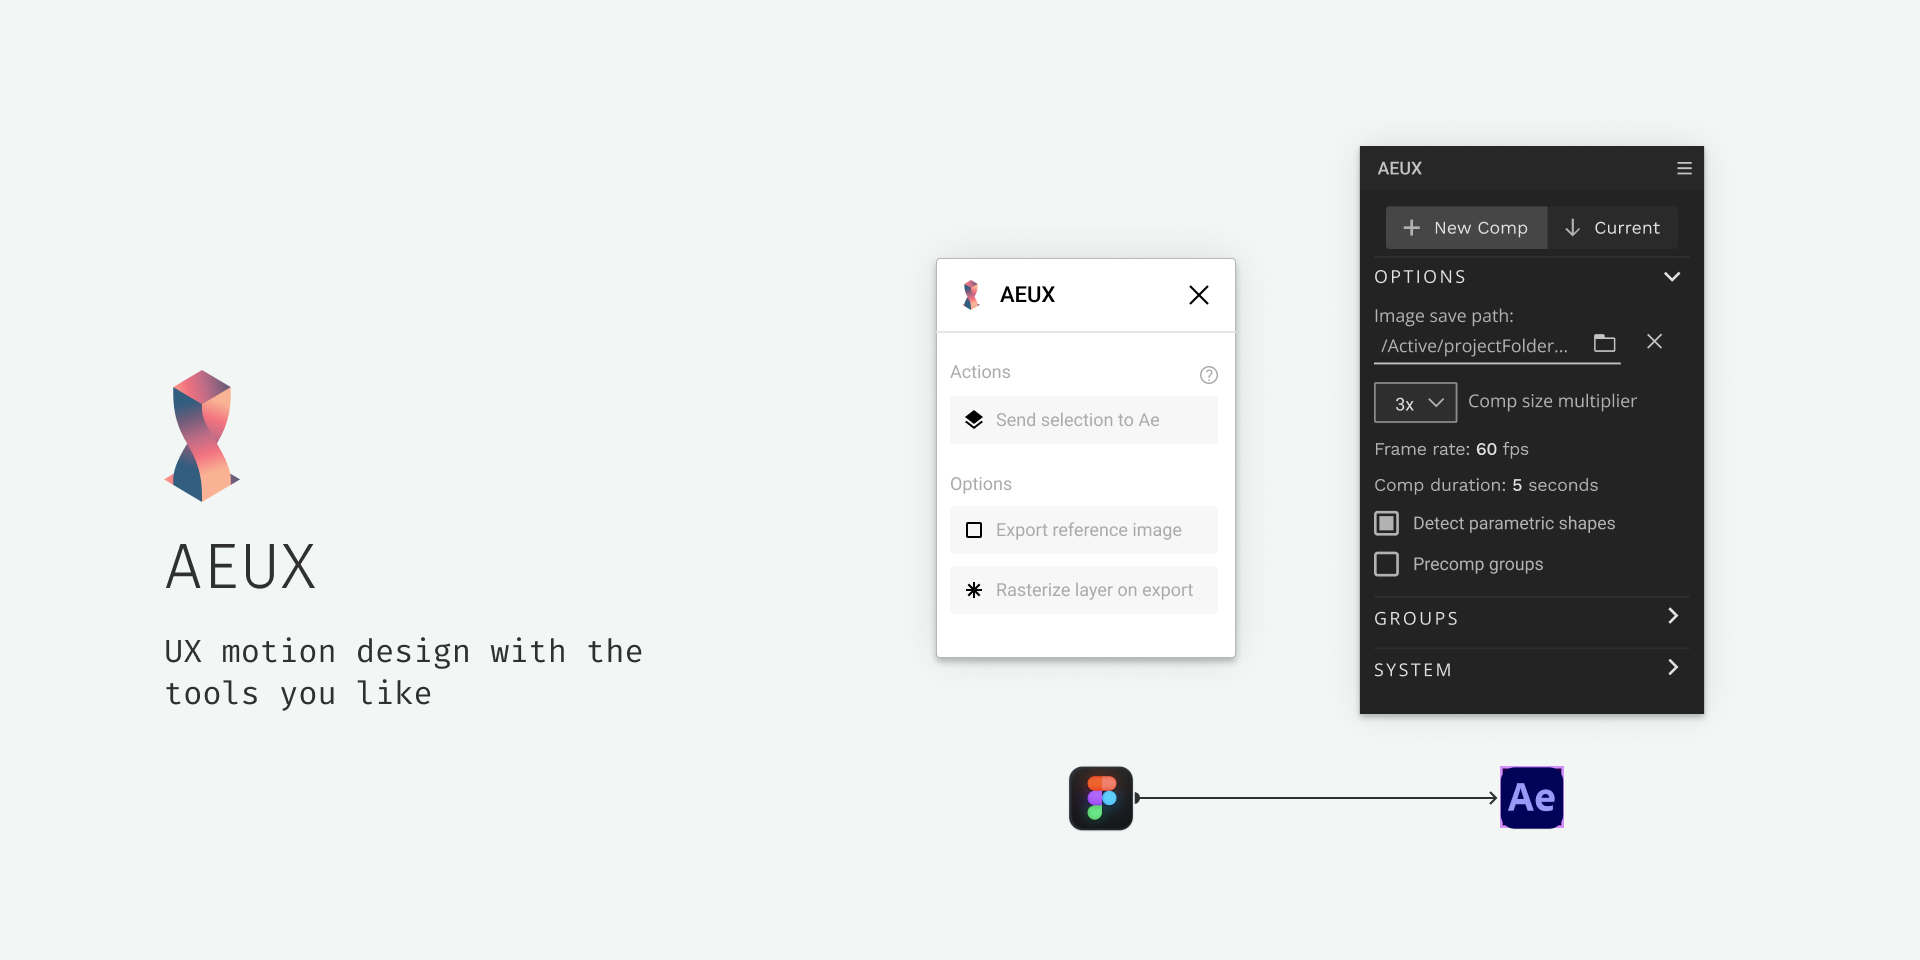 AEUX
UX motion design with the
tools you like
AEUX
Actions
Send selection to Ae
Options
Export reference image
Rasterize layer on export
AEUX
New Comp
Current
OPTIONS
Image save path:
/Active/projectFolder...
3x
Comp size multiplier
Frame rate: 60 fps
Comp duration: 5 seconds
Detect parametric shapes
Precomp groups
GROUPS
SYSTEM
Ae